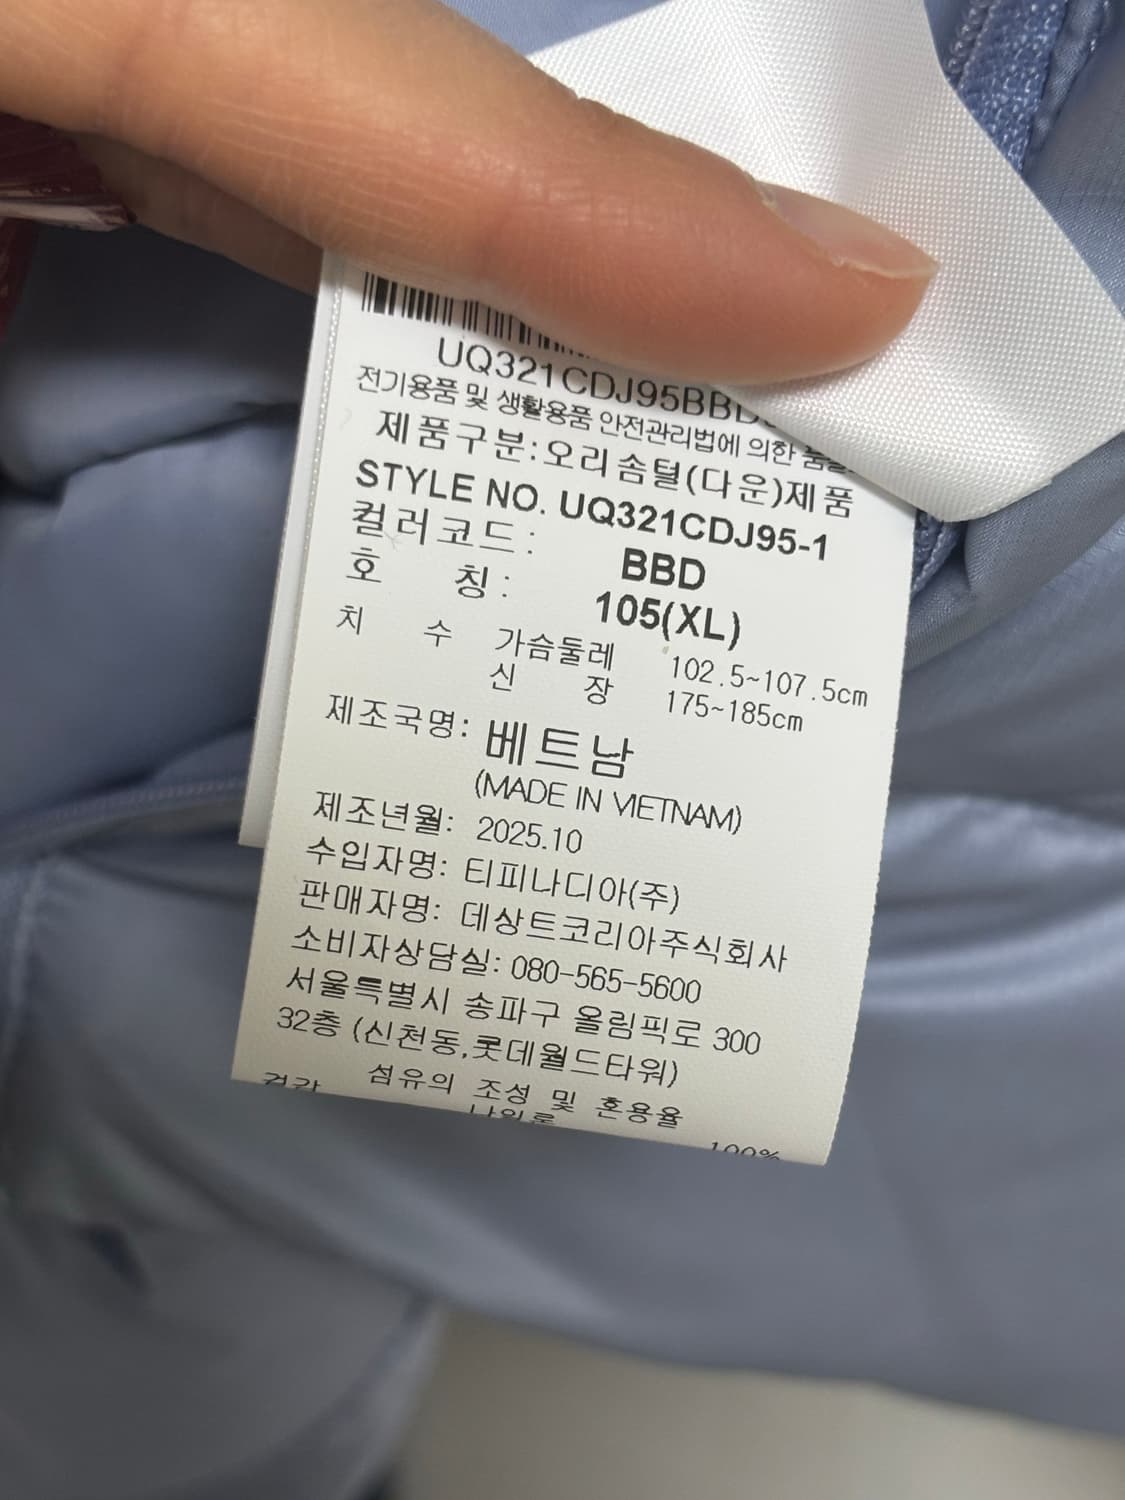 UQ321CDJ95BBD
전기용품 및 생활용품 안전관리법에 의한
제품구분:오리솜털(다운)제품
STYLE NO. UQ321CDJ95-1
컬러코드: BBD
호 칭: 105(XL)
치 수 가슴둘레 102.5~107.5cm
신 장 175~185cm
제조국명: 베트남
(MADE IN VIETNAM)
제조년월: 2025.10
수입자명: 티피나디아(주)
판매자명: 데상트코리아주식회사
소비자상담실: 080-565-5600
서울특별시 송파구 올림픽로 300
32층 (신천동,롯데월드타워)
섬유의 조성 및 혼용율
100%